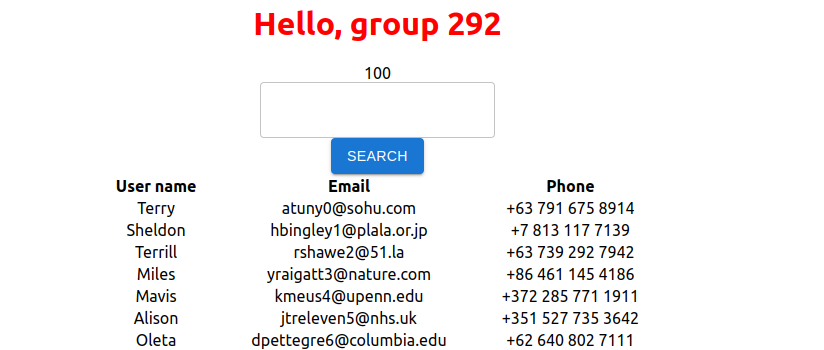 Hello, group 292
100
SEARCH
User name Email Phone
Terry atuny0@sohu.com +63 791 675 8914
Sheldon hbingley1@plala.or.jp +7 813 117 7139
Terrill rshawe2@51.la +63 739 292 7942
Miles yraigatt3@nature.com +86 461 145 4186
Mavis kmeus4@upenn.edu +372 285 771 1911
Alison jtreleven5@nhs.uk +351 527 735 3642
Oleta dpettegre6@columbia.edu +62 640 802 7111